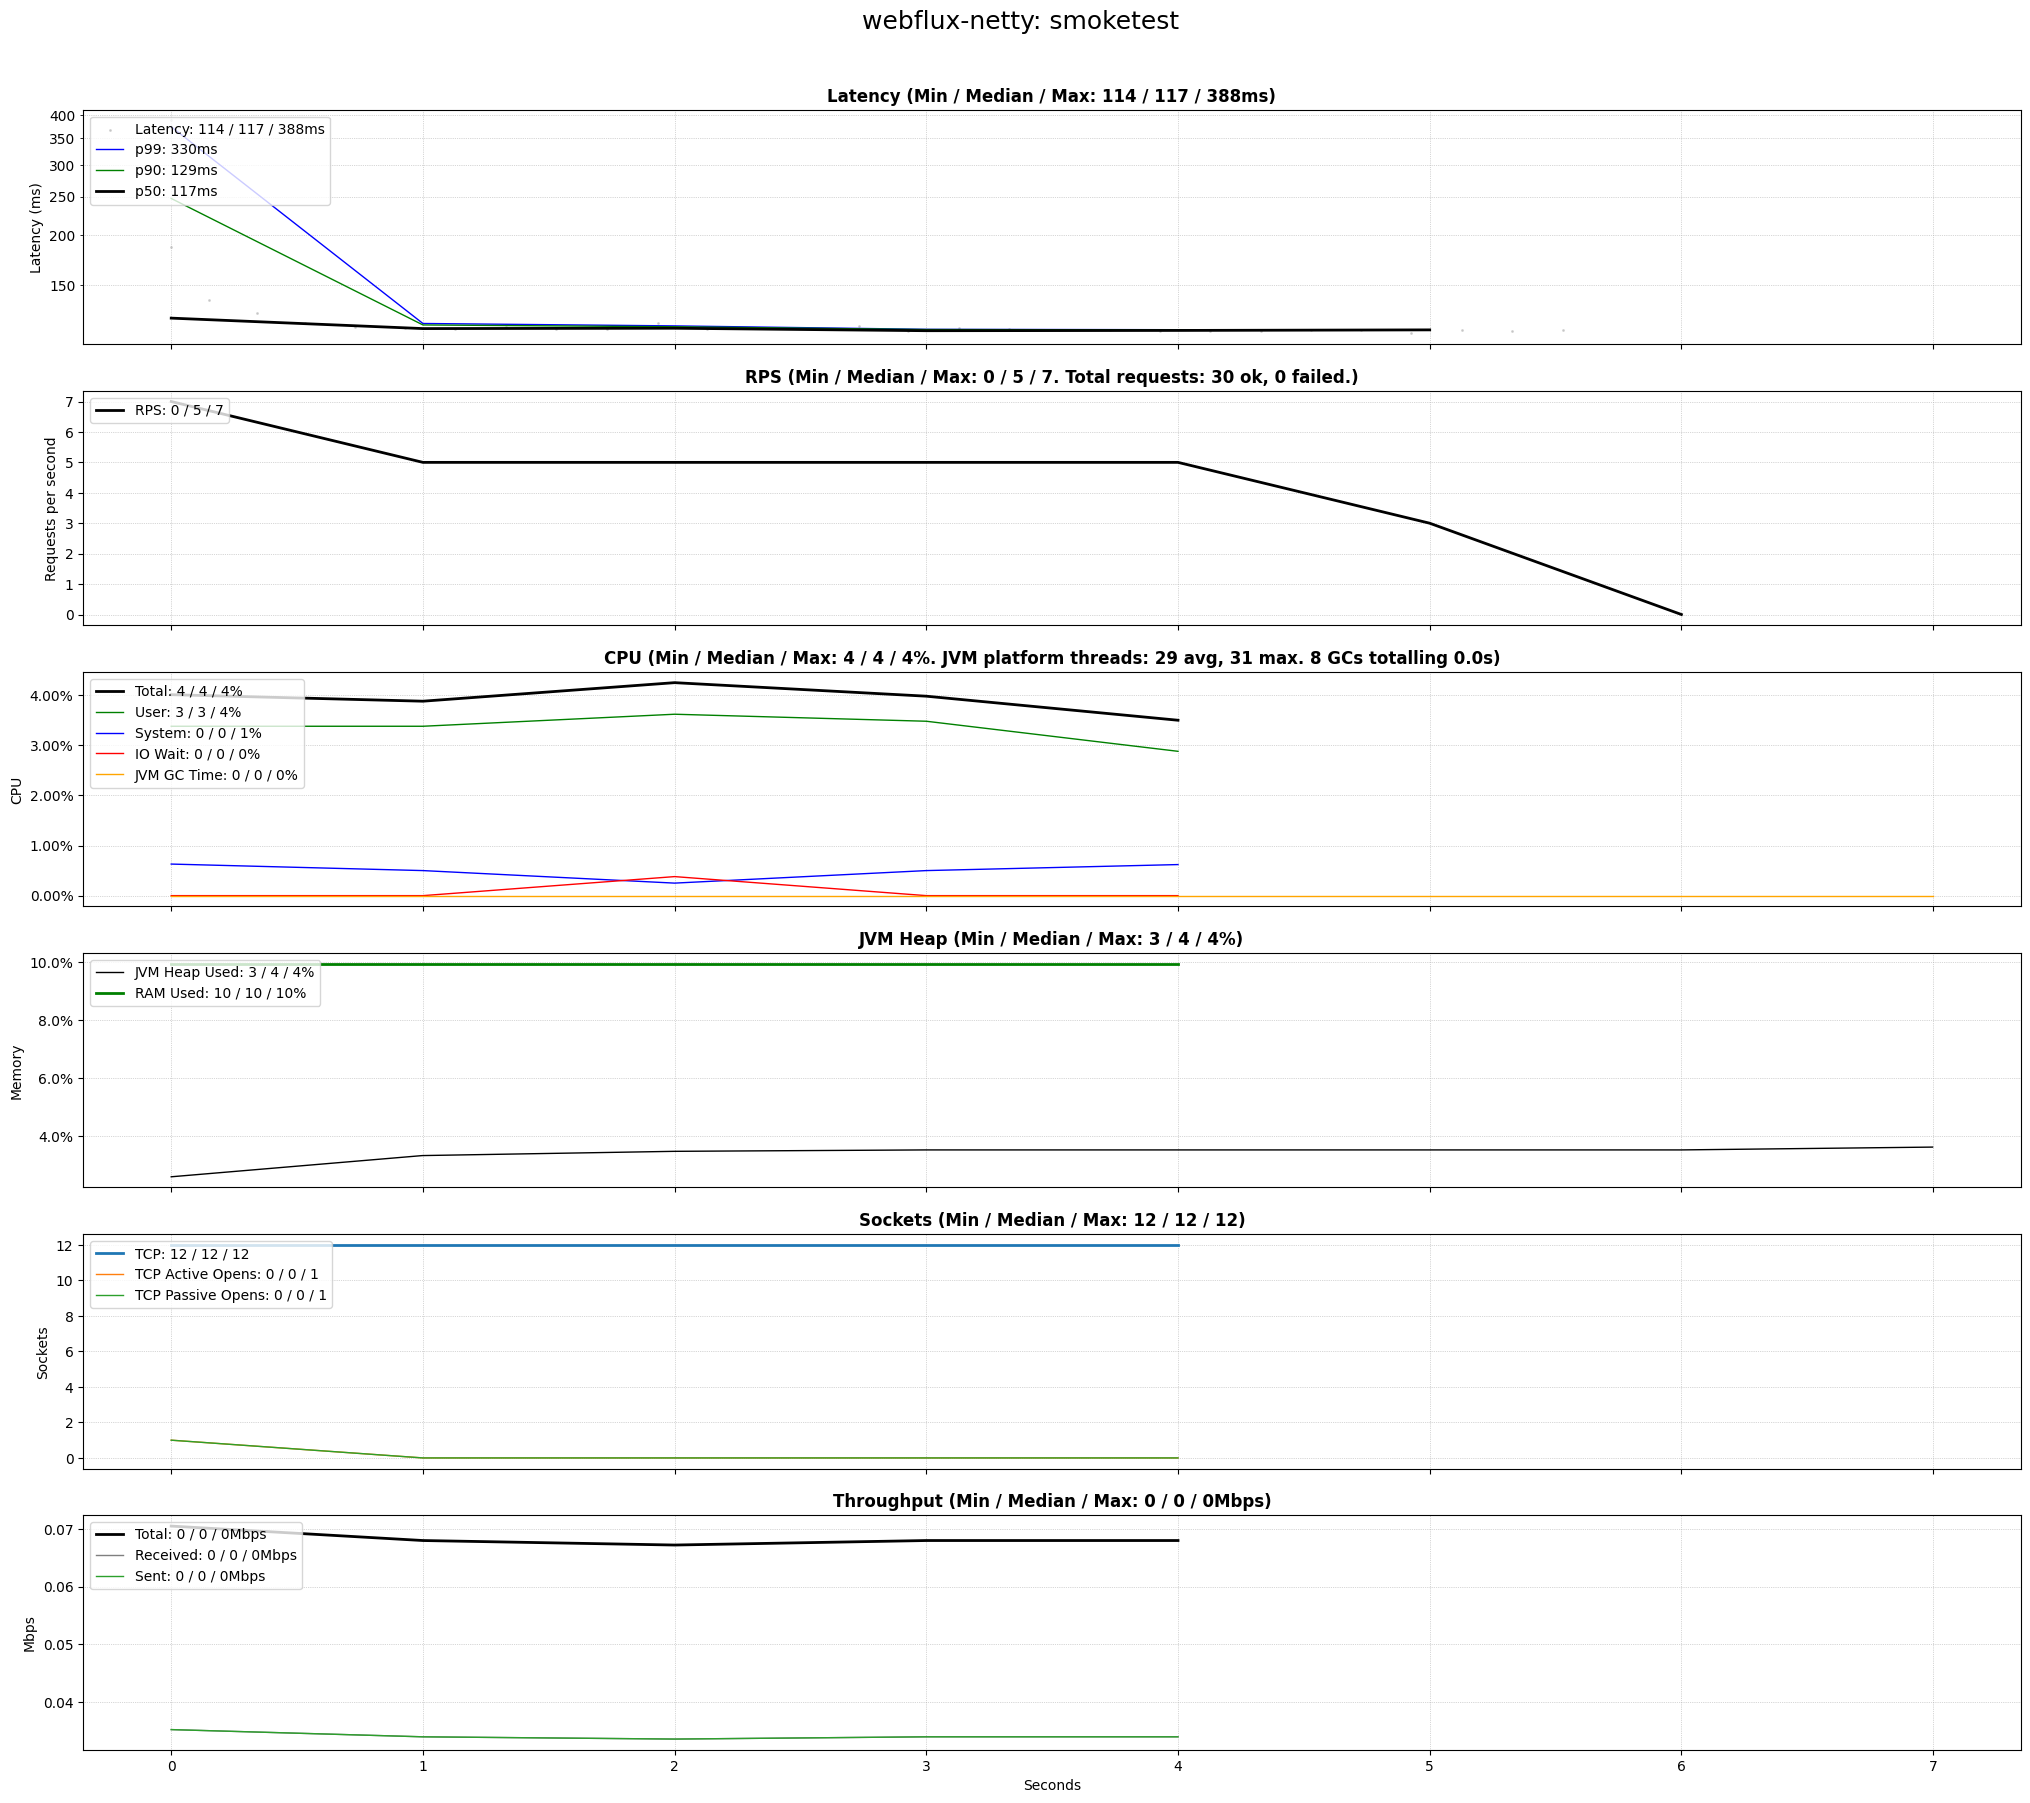 webflux-netty: smoketest
Latency (Min / Median / Max: 114 / 117 / 388ms)
Latency (ms)
400
350
300
250
200
150
Latency: 114 / 117 / 388ms
p99: 330ms
p90: 129ms
p50: 117ms
RPS (Min / Median / Max: 0 / 5 / 7. Total requests: 30 ok, 0 failed.)
Requests per second
7
6
5
4
3
2
1
0
RPS: 0 / 5 / 7
CPU (Min / Median / Max: 4 / 4 / 4%. JVM platform threads: 29 avg, 31 max. 8 GCs totalling 0.0s)
CPU
4.00%
3.00%
2.00%
1.00%
0.00%
Total: 4 / 4 / 4%
User: 3 / 3 / 4%
System: 0 / 0 / 1%
IO Wait: 0 / 0 / 0%
JVM GC Time: 0 / 0 / 0%
JVM Heap (Min / Median / Max: 3 / 4 / 4%)
Memory
10.0%
8.0%
6.0%
4.0%
JVM Heap Used: 3 / 4 / 4%
RAM Used: 10 / 10 / 10%
Sockets (Min / Median / Max: 12 / 12 / 12)
Sockets
12
10
8
6
4
2
0
TCP: 12 / 12 / 12
TCP Active Opens: 0 / 0 / 1
TCP Passive Opens: 0 / 0 / 1
Throughput (Min / Median / Max: 0 / 0 / 0Mbps)
Mbps
0.07
0.06
0.05
0.04
Total: 0 / 0 / 0Mbps
Received: 0 / 0 / 0Mbps
Sent: 0 / 0 / 0Mbps
0 1 2 3 4 5 6 7
Seconds